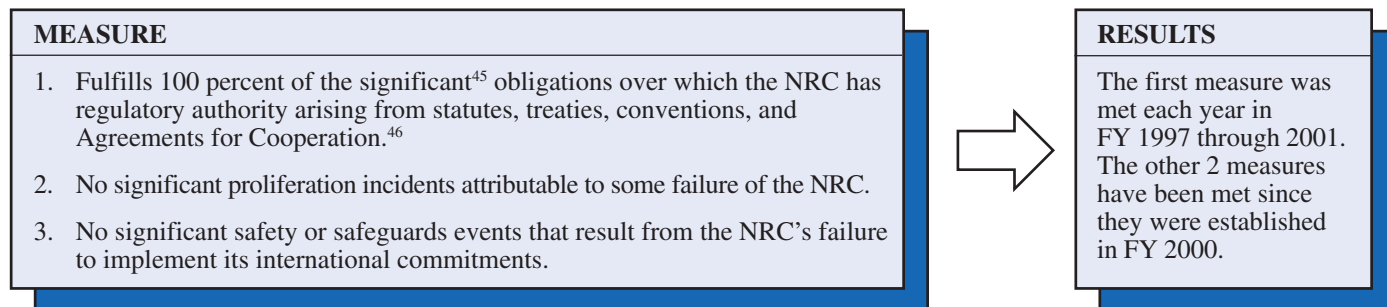 MEASURE
1. Fulfills 100 percent of the significant45 obligations over which the NRC has
regulatory authority arising from statutes, treaties, conventions, and
Agreements for Cooperation.46
2. No significant proliferation incidents attributable to some failure of the NRC.
3. No significant safety or safeguards events that result from the NRC's failure
to implement its international commitments.
RESULTS
The first measure was
met each year in
FY 1997 through 2001.
The other 2 measures
have been met since
they were established
in FY 2000.